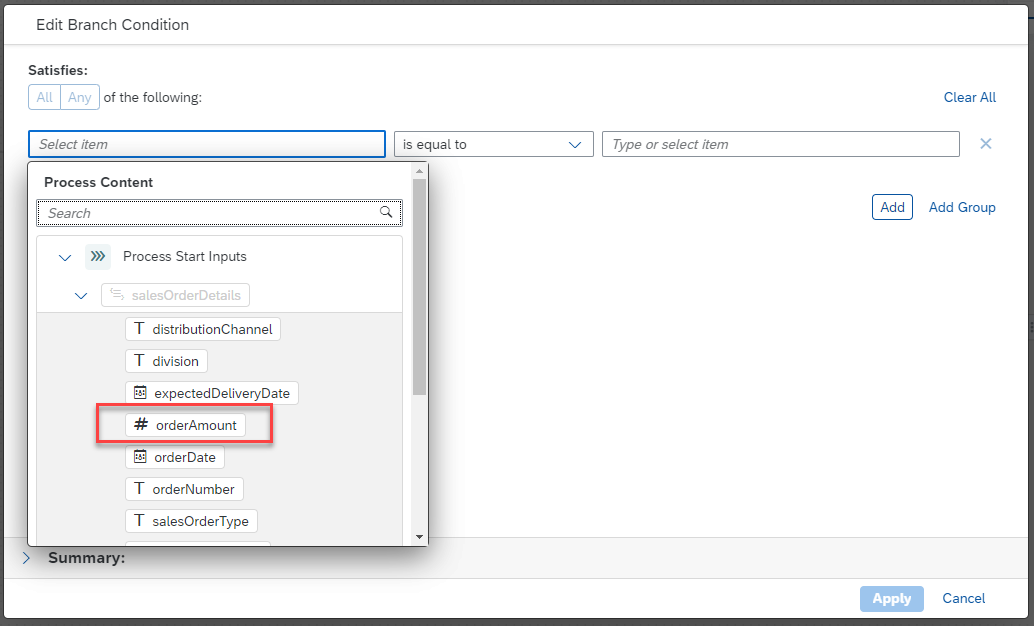 Edit Branch Condition
Satisfies:
All Any of the following:
Clear All
Select item
is equal to
Type or select item
Process Content
Search
Add
Add Group
Process Start Inputs
salesOrderDetails
T distributionChannel
T division
expectedDeliveryDate
# orderAmount
orderDate
T orderNumber
T salesOrderType
Summary:
Apply
Cancel